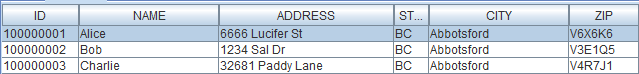 ID NAME ADDRESS ST... CITY ZIP
100000001 Alice 6666 Lucifer St BC Abbotsford V6X6K6
100000002 Bob 1234 Sal Dr BC Abbotsford V3E1Q5
100000003 Charlie 32681 Paddy Lane BC Abbotsford V4R7J1